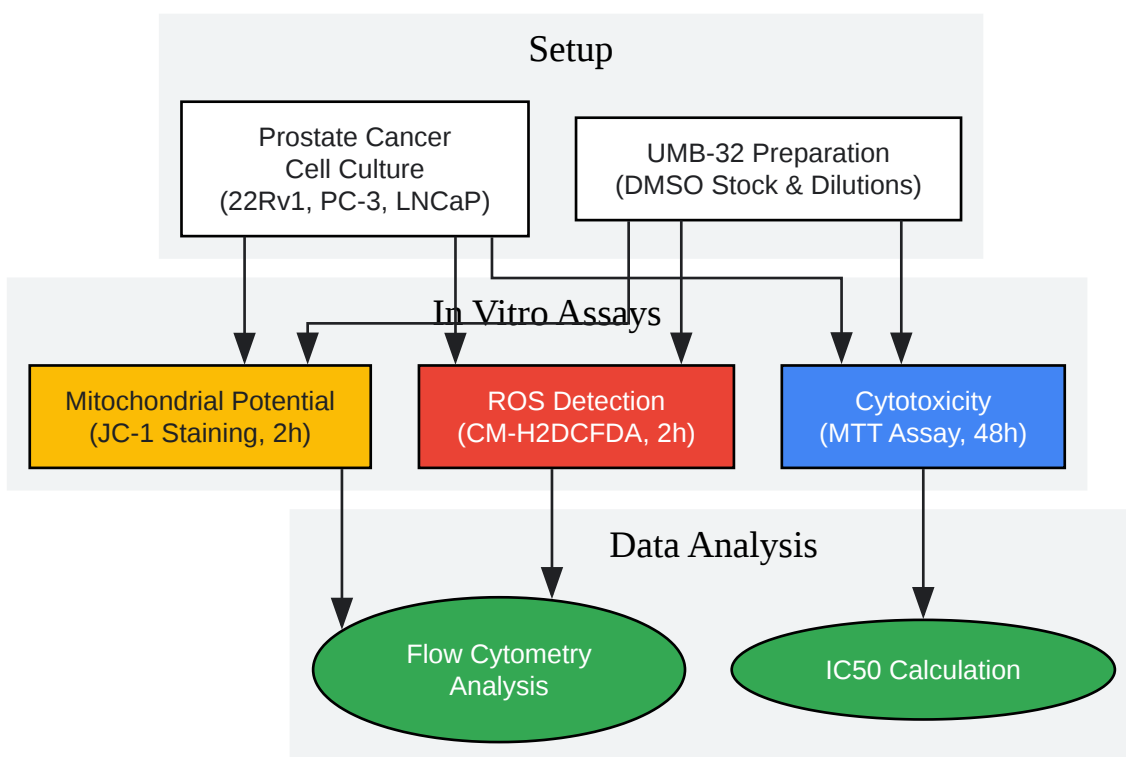 Setup
Prostate Cancer
Cell Culture
(22Rv1, PC-3, LNCaP)
UMB-32 Preparation
(DMSO Stock & Dilutions)
In Vitro Assays
Mitochondrial Potential
(JC-1 Staining, 2h)
ROS Detection
(CM-H2DCFDA, 2h)
Cytotoxicity
(MTT Assay, 48h)
Data Analysis
Flow Cytometry
Analysis
IC50 Calculation